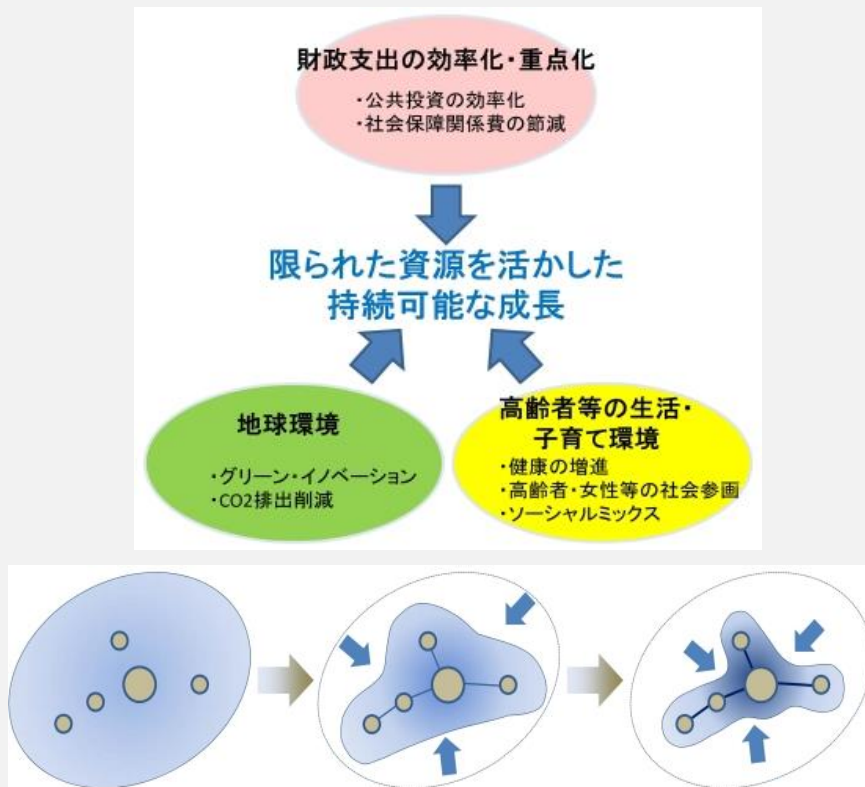 財政支出の効率化・重点化
・公共投資の効率化
・社会保障関係費の節減
限られた資源を活かした
持続可能な成長
地球環境
・グリーン・イノベーション
・CO2排出削減
高齢者等の生活・
子育て環境
・健康の増進
・高齢者・女性等の社会参画
・ソーシャルミックス